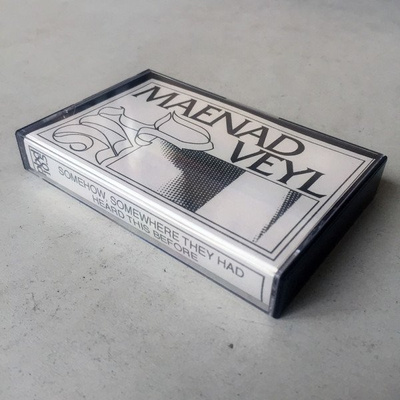 MAENAD
VEYL
SOMEHOW, SOMEWHERE THEY HAD
HEARD THIS BEFORE